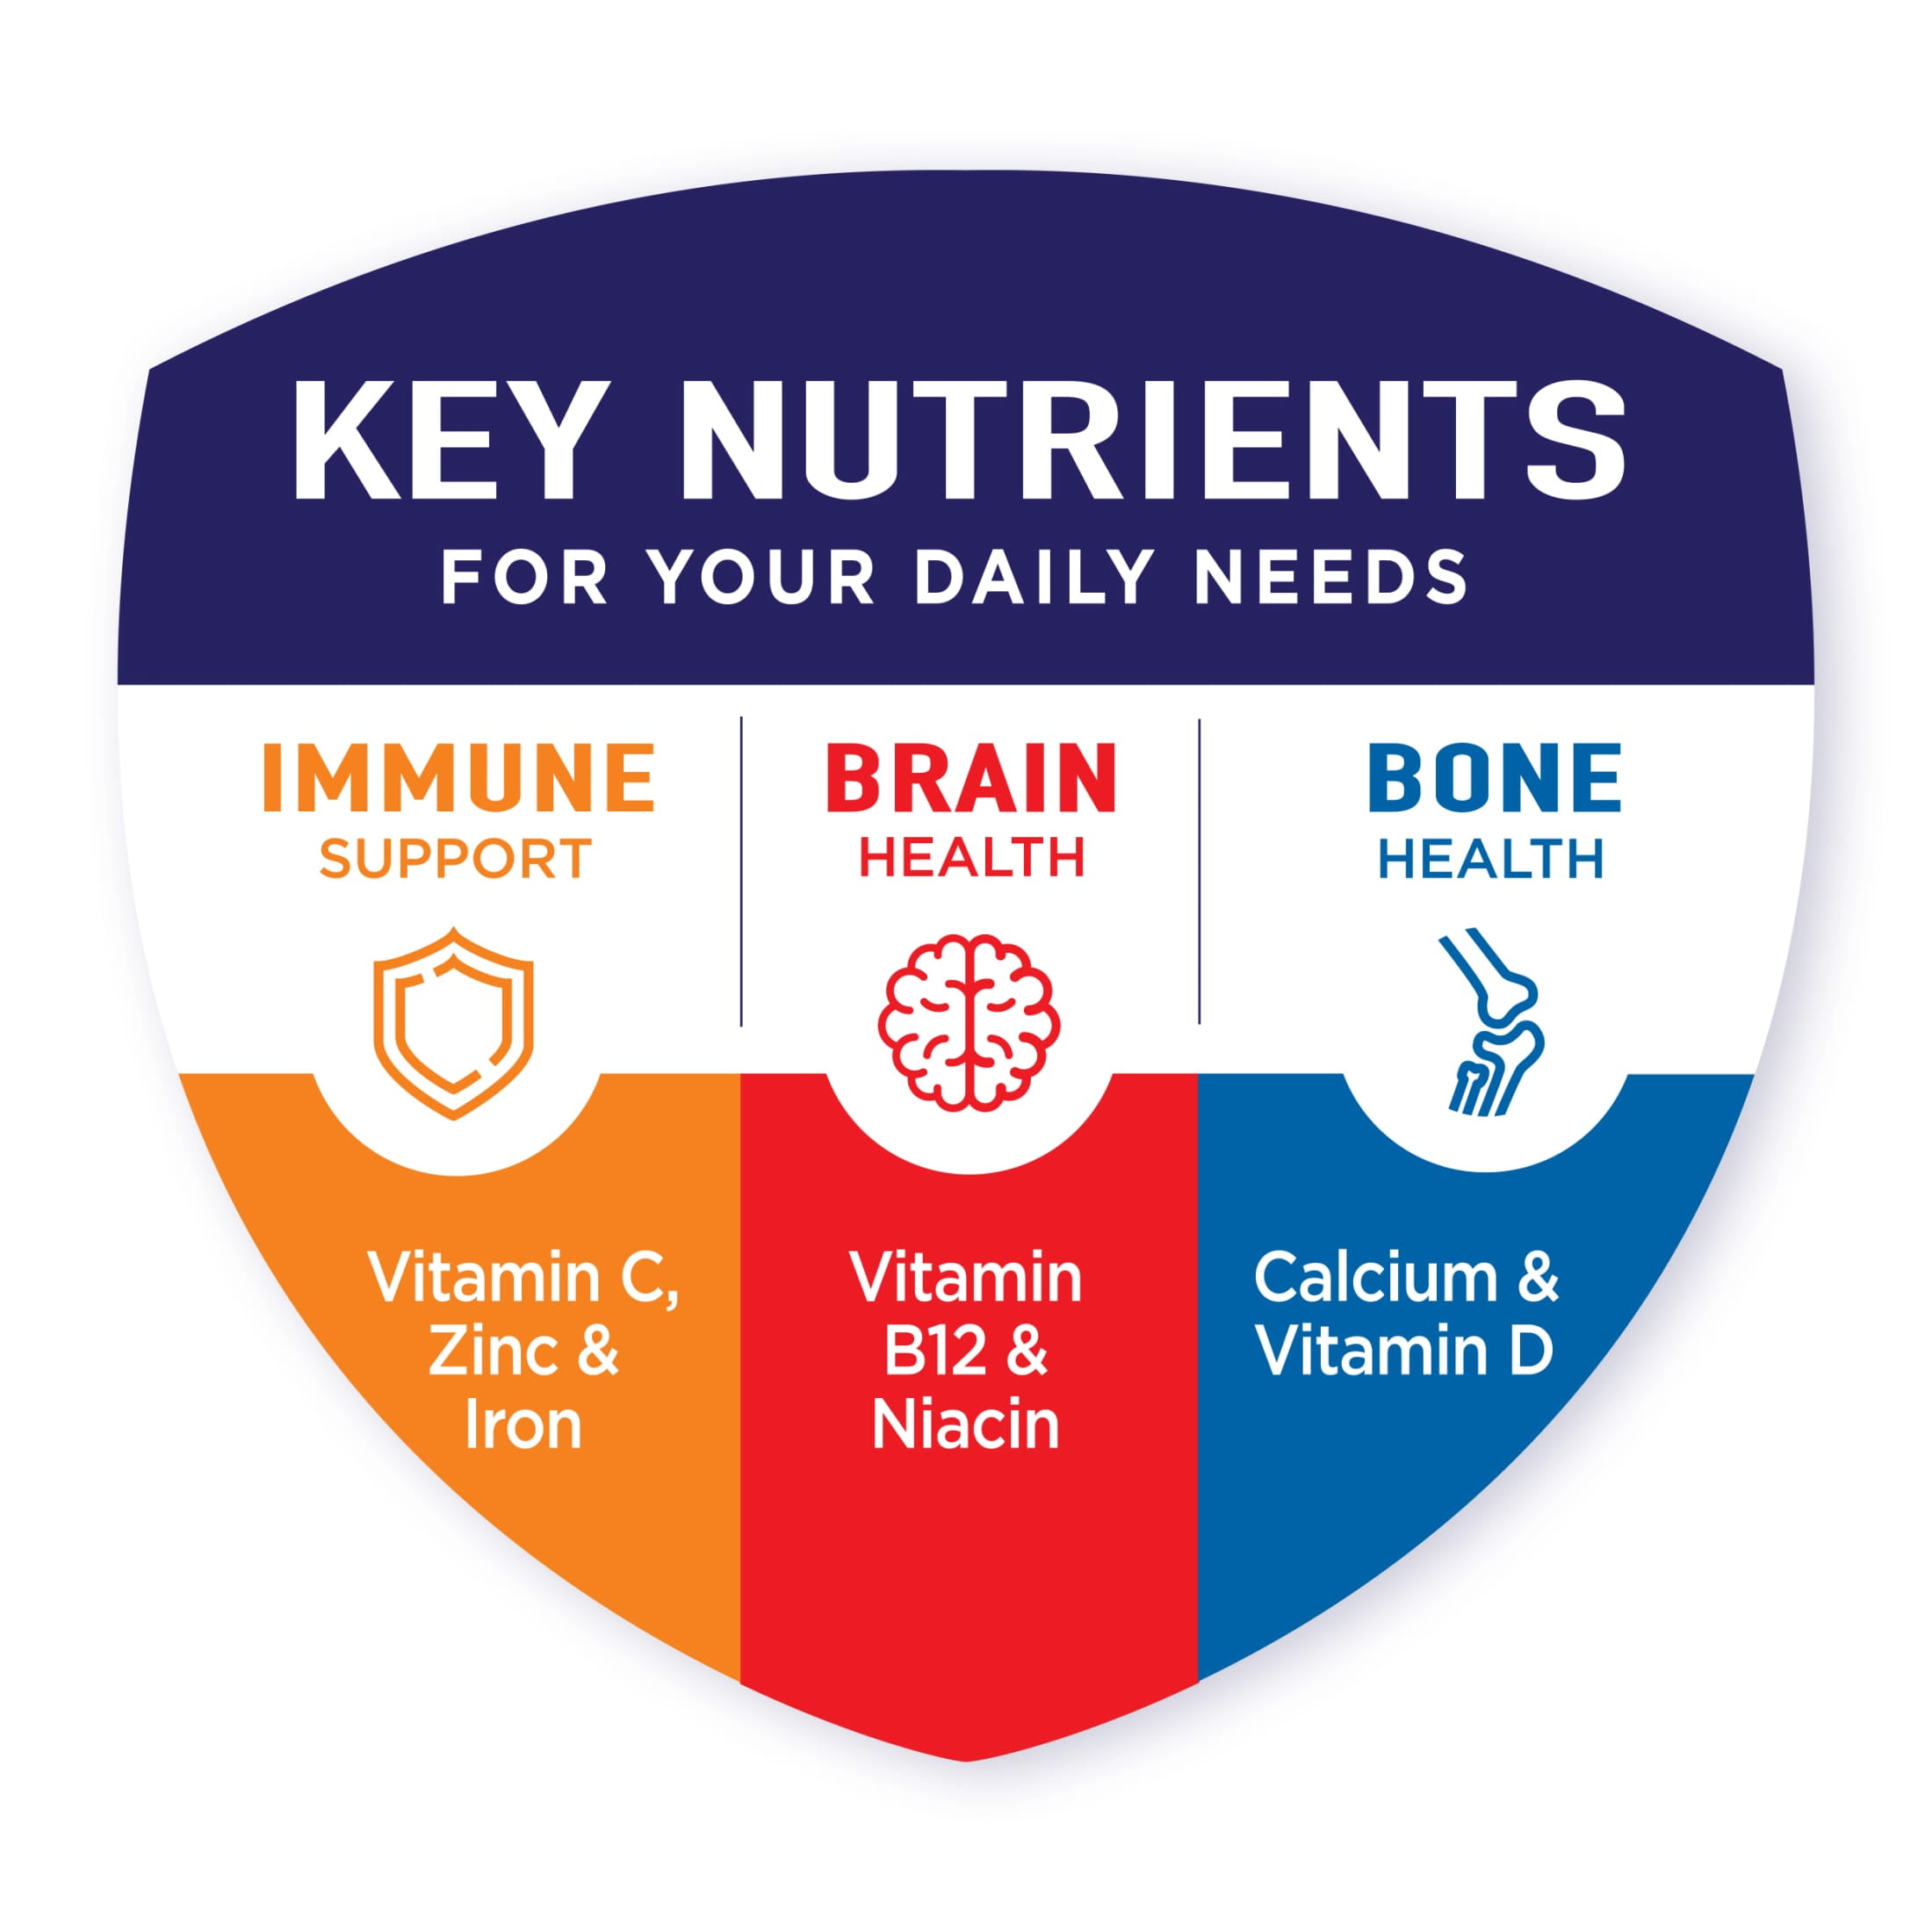 KEY NUTRIENTS
FOR YOUR DAILY NEEDS
IMMUNE
SUPPORT
Vitamin C,
Zinc &
Iron
BRAIN
HEALTH
Vitamin
B12 &
Niacin
BONE
HEALTH
Calcium &
Vitamin D